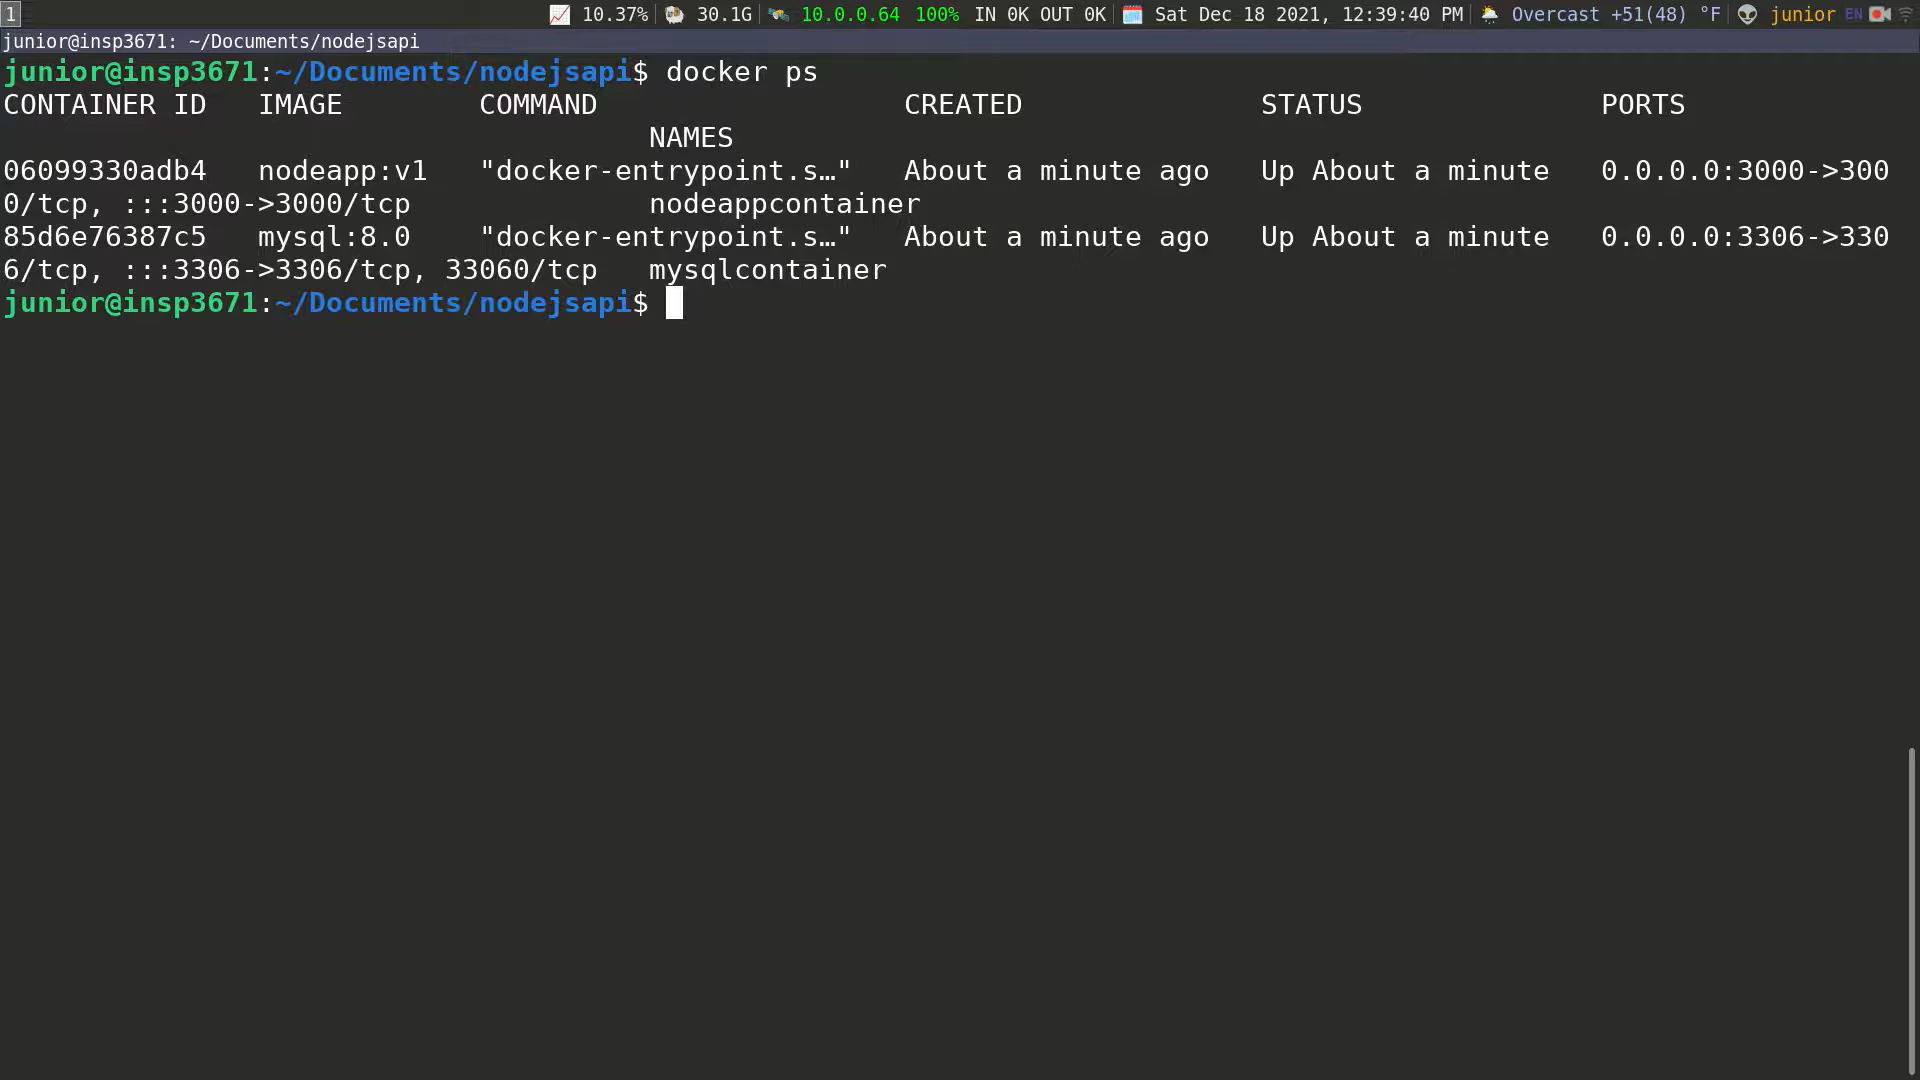 1 10.37% 30.1G 10.0.0.64 100% IN 0K OUT 0K Sat Dec 18 2021, 12:39:40 PM Overcast +51(48) °F junior EN
junior@insp3671: ~/Documents/nodejsapi
junior@insp3671:~/Documents/nodejsapi$ docker ps
CONTAINER ID   IMAGE        COMMAND                  CREATED              STATUS              PORTS
NAMES
06099330adb4   nodeapp:v1   "docker-entrypoint.s…"   About a minute ago   Up About a minute   0.0.0.0:3000->300
0/tcp, :::3000->3000/tcp              nodeappcontainer
85d6e76387c5   mysql:8.0    "docker-entrypoint.s…"   About a minute ago   Up About a minute   0.0.0.0:3306->330
6/tcp, :::3306->3306/tcp, 33060/tcp   mysqlcontainer
junior@insp3671:~/Documents/nodejsapi$